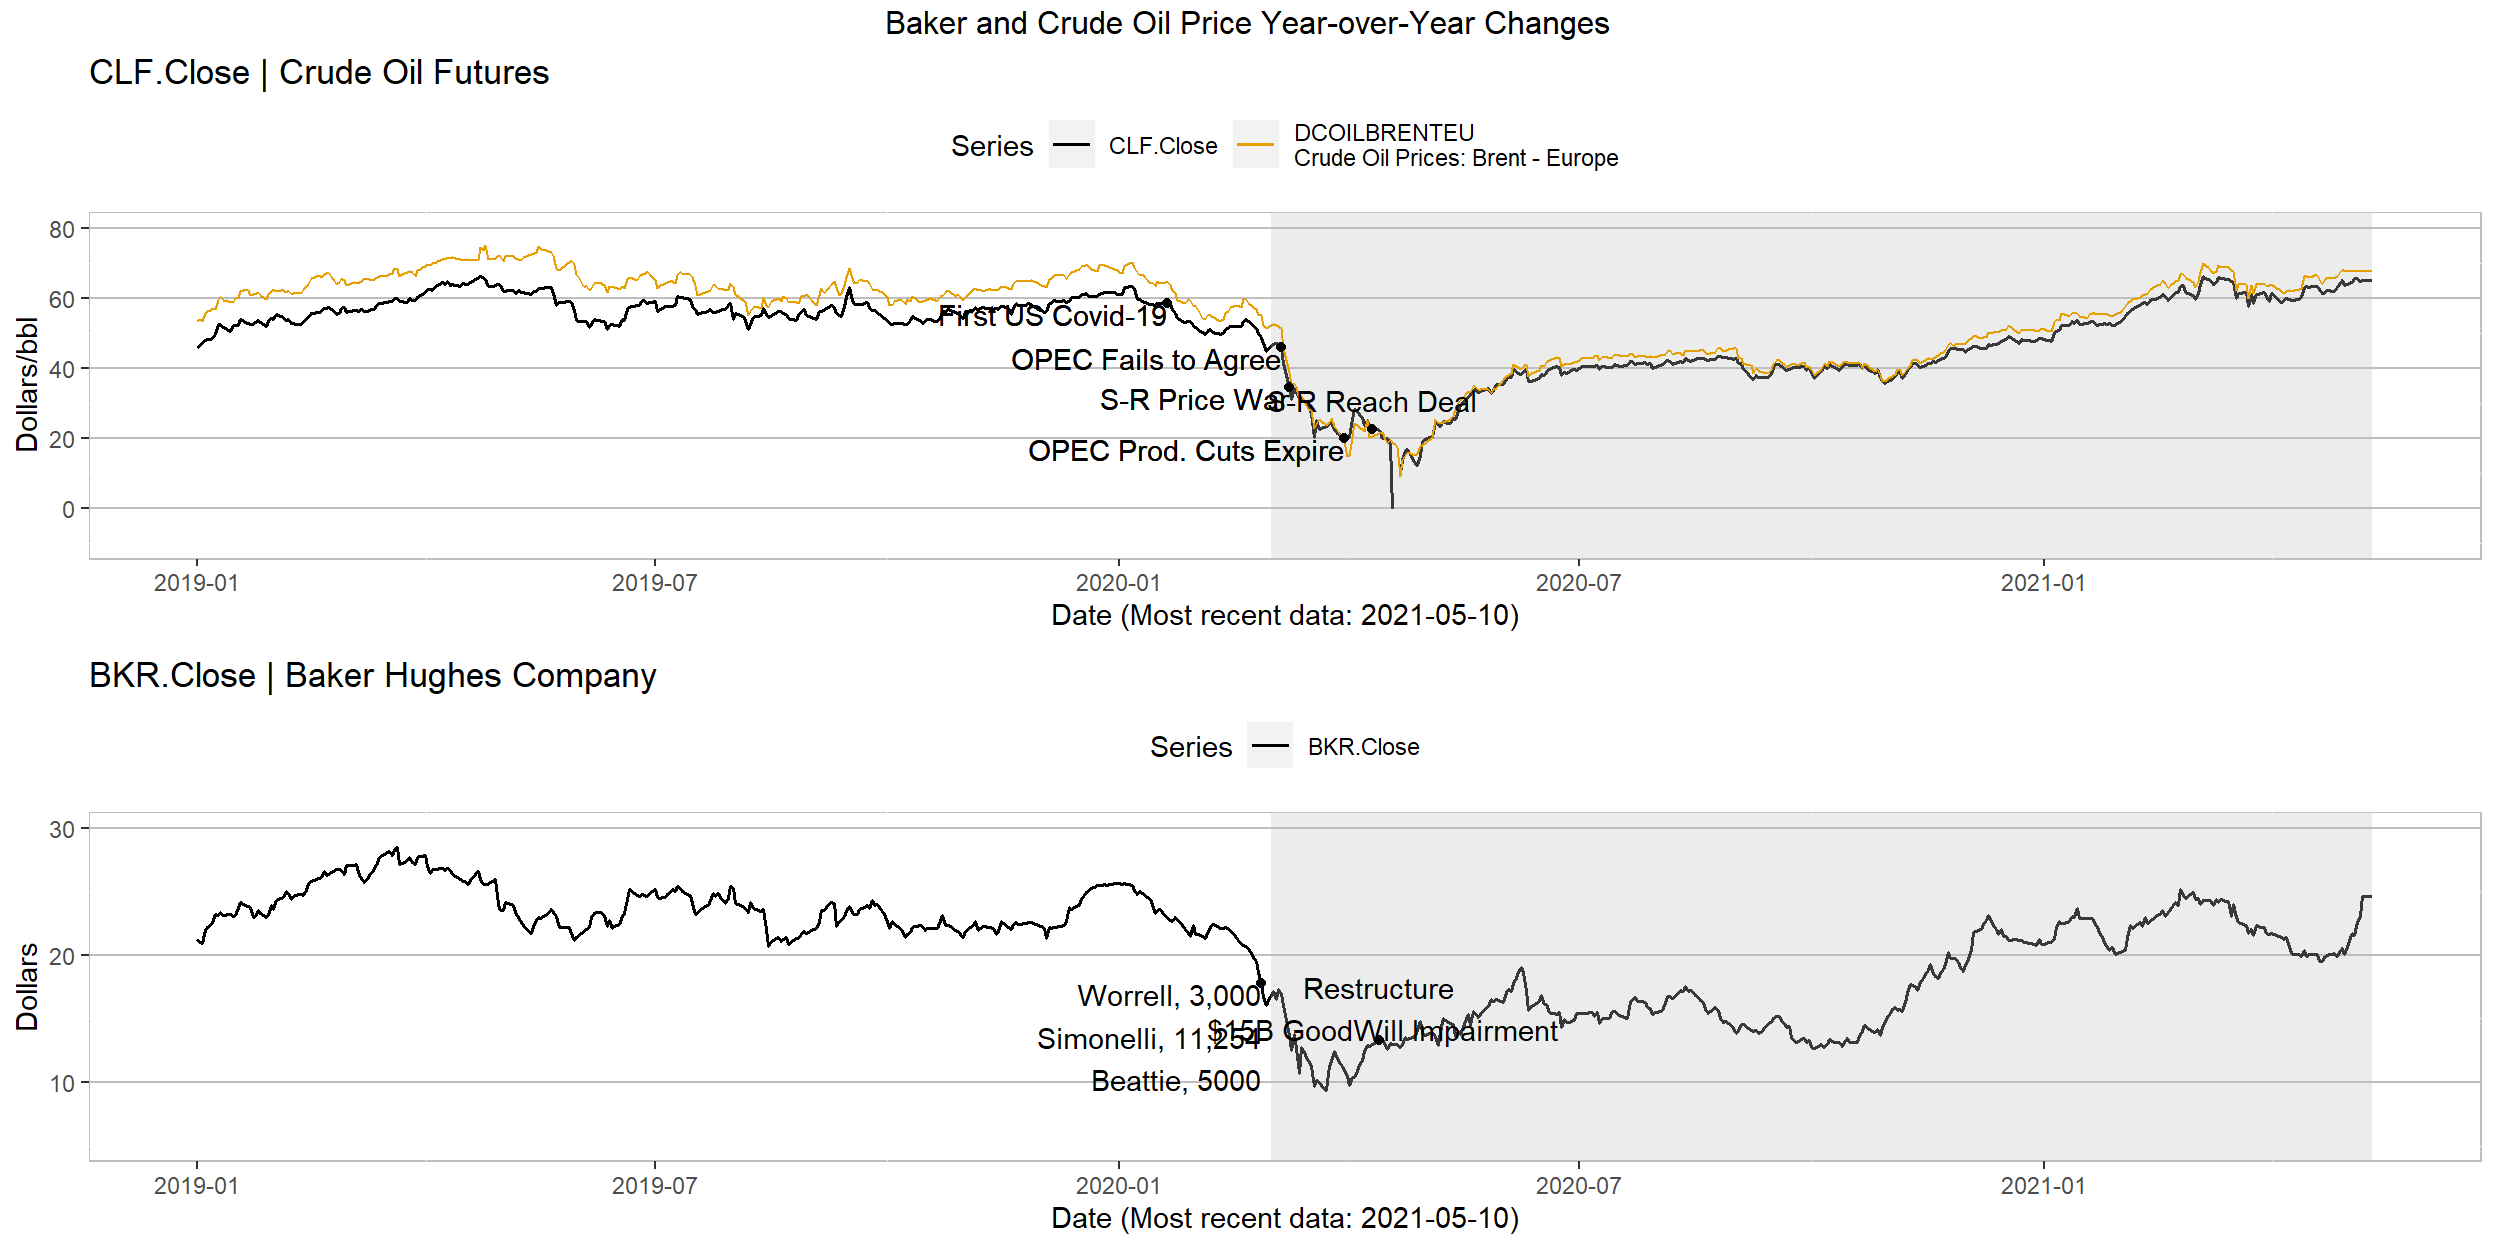 Baker and Crude Oil Price Year-over-Year Changes
CLF.Close | Crude Oil Futures
Series CLF.Close DCOILBRENTEU
Crude Oil Prices: Brent - Europe
Dollars/bbl
80
60
40
20
0
First US Covid-19
OPEC Fails to Agree
S-R Price War
S-R Reach Deal
OPEC Prod. Cuts Expire
2019-01 2019-07 2020-01 2020-07 2021-01
Date (Most recent data: 2021-05-10)
BKR.Close | Baker Hughes Company
Series BKR.Close
Dollars
30
20
10
Worrell, 3,000
Restructure
Simonelli, 11,254
$15B GoodWill Impairment
Beattie, 5000
2019-01 2019-07 2020-01 2020-07 2021-01
Date (Most recent data: 2021-05-10)